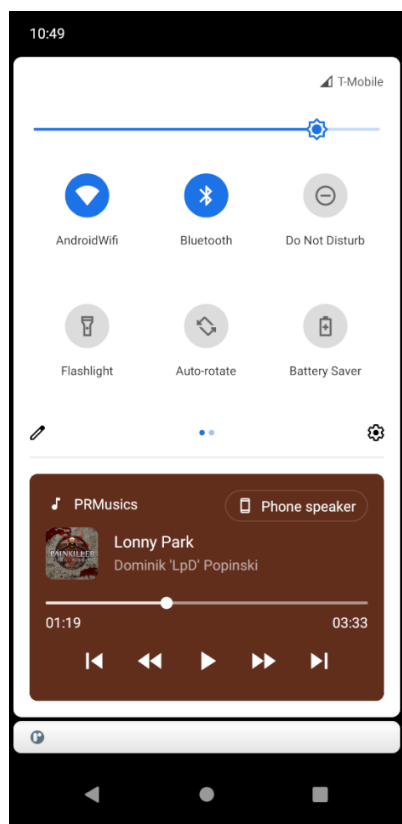 10:49
T-Mobile
AndroidWifi Bluetooth Do Not Disturb
Flashlight Auto-rotate Battery Saver
PRMusics Phone speaker
PAINKILLER
Lonny Park
Dominik 'LpD' Popinski
01:19 03:33